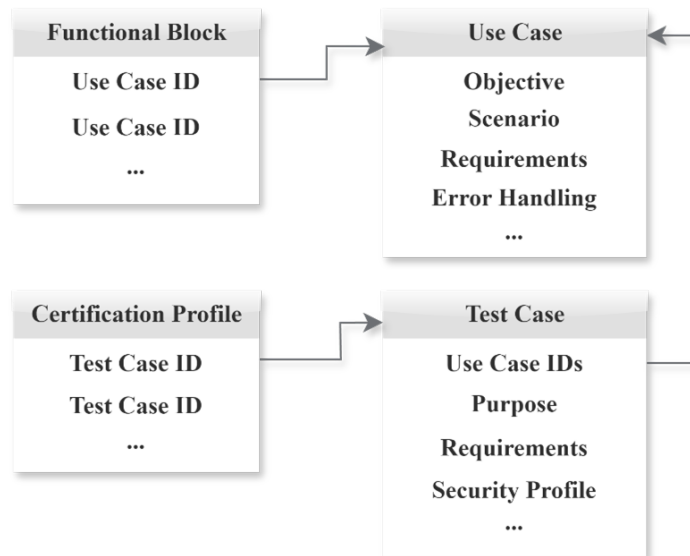 Functional Block
Use Case ID
Use Case ID
...
Use Case
Objective
Scenario
Requirements
Error Handling
...
Certification Profile
Test Case ID
Test Case ID
...
Test Case
Use Case IDs
Purpose
Requirements
Security Profile
...